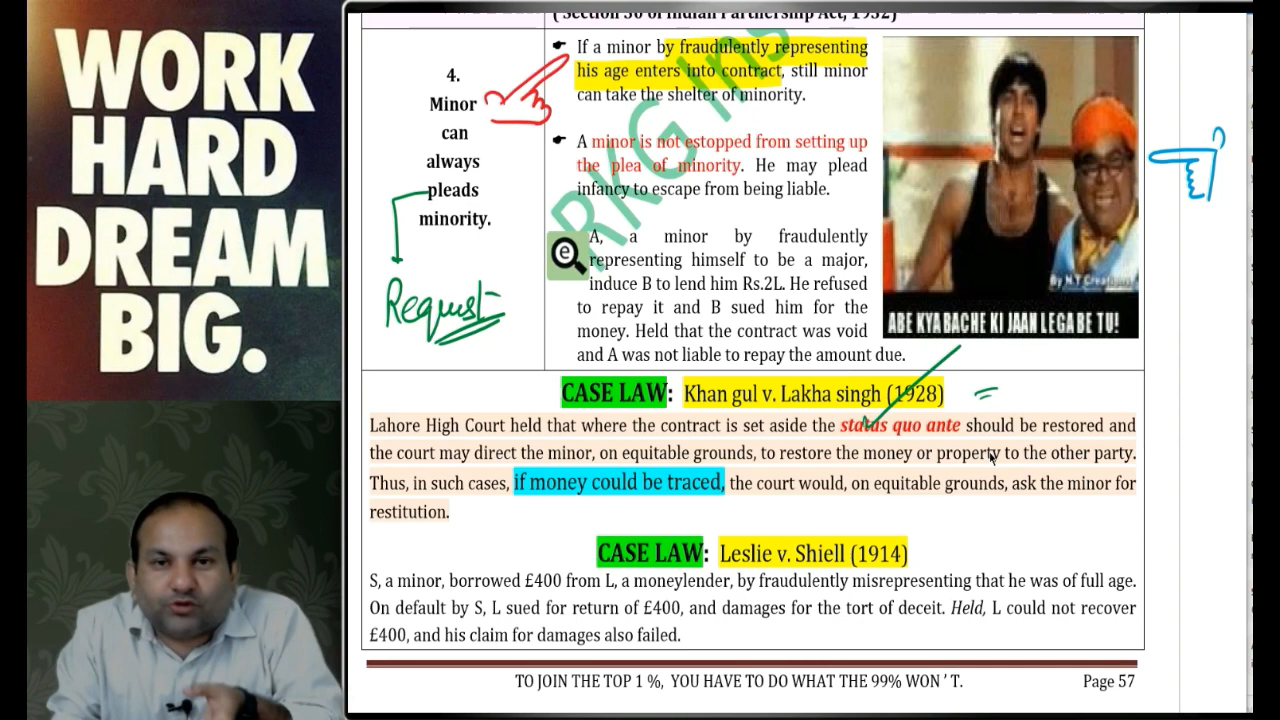 WORK
HARD
DREAM
BIG.
( Section 30 of Indian Partnership Act, 1932)
4.
Minor
can
always
pleads
minority.
Request
☛ If a minor by fraudulently representing
his age enters into contract, still minor
can take the shelter of minority.
☛ A minor is not estopped from setting up
the plea of minority. He may plead
infancy to escape from being liable.
e
A, a minor by fraudulently
representing himself to be a major,
induce B to lend him Rs.2L. He refused
to repay it and B sued him for the
money. Held that the contract was void
and A was not liable to repay the amount due.
RKG Ins
By N.T Creations
ABE KYA BACHE KI JAAN LEGA BE TU!
CASE LAW: Khan gul v. Lakha singh (1928)
Lahore High Court held that where the contract is set aside the status quo ante should be restored and
the court may direct the minor, on equitable grounds, to restore the money or property to the other party.
Thus, in such cases, if money could be traced, the court would, on equitable grounds, ask the minor for
restitution.
CASE LAW: Leslie v. Shiell (1914)
S, a minor, borrowed £400 from L, a moneylender, by fraudulently misrepresenting that he was of full age.
On default by S, L sued for return of £400, and damages for the tort of deceit. Held, L could not recover
£400, and his claim for damages also failed.
TO JOIN THE TOP 1 %, YOU HAVE TO DO WHAT THE 99% WON ' T.
Page 57